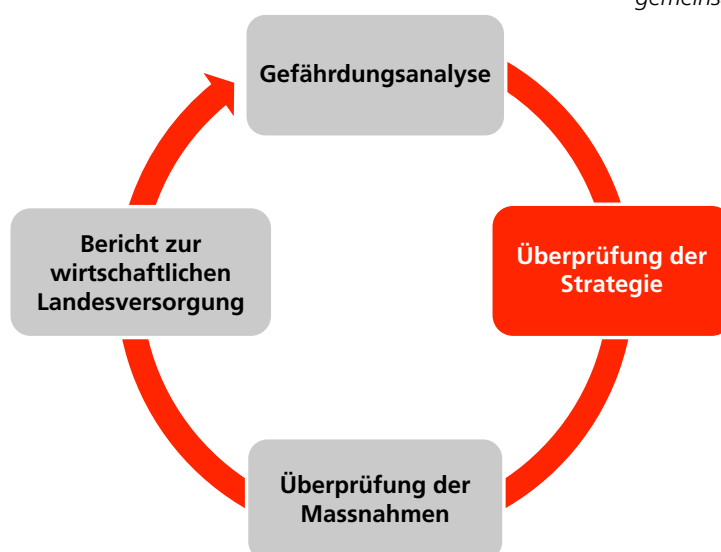 Gefährdungsanalyse
Überprüfung der
Strategie
Überprüfung der
Massnahmen
Bericht zur
wirtschaftlichen
Landesversorgung